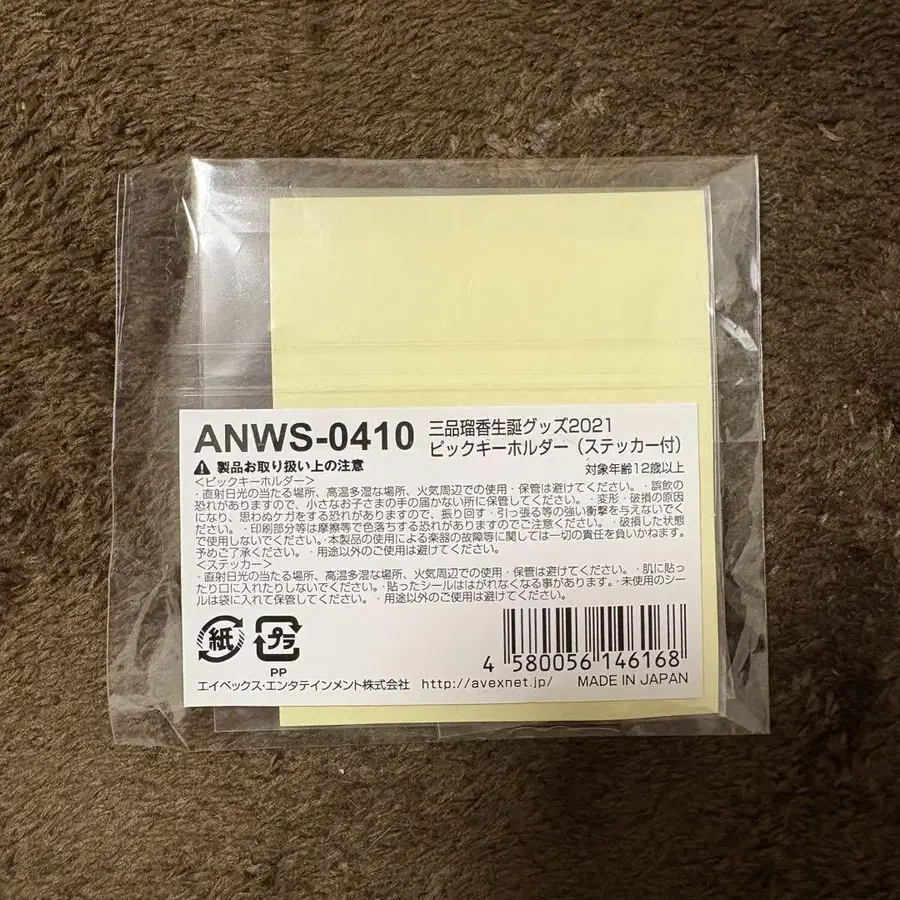 ANWS-0410 三品瑠香生誕グッズ2021
ピックキーホルダー（ステッカー付）
⚠ 製品お取り扱い上の注意 対象年齢12歳以上
<ピックキーホルダー>
・直射日光の当たる場所、高温多湿な場所、火気周辺での使用・保管は避けてください。・誤飲の
恐れがありますので、小さなお子さまの手の届かない所に保管してください。・変形・破損の原因
になり、思わぬケガをする恐れがありますので、振り回す・引っ張る等の強い衝撃を与えないでく
ださい。・印刷部分等は摩擦等で色落ちする恐れがありますのでご注意ください。・破損した状態
で使用しないでください。・本製品の使用による楽器の故障等に関しては一切の責任を負いかねます。
予めご了承ください。・用途以外のご使用は避けてください。
<ステッカー>
・直射日光の当たる場所、高温多湿な場所、火気周辺での使用・保管は避けてください。・肌に貼っ
たり口に入れたりしないでください。・貼ったシールははがれなくなる事があります。・未使用のシー
ルは袋に入れて保管してください。・用途以外のご使用は避けてください。
紙 プラ
PP
4 580056 146168
エイベックス・エンタテインメント株式会社 http://avexnet.jp/ MADE IN JAPAN